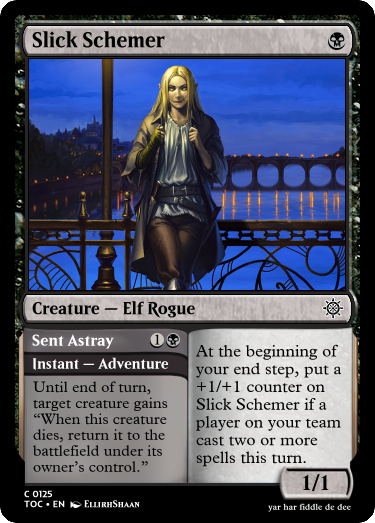 Slick Schemer
Creature — Elf Rogue
Sent Astray 1
Instant — Adventure
Until end of turn,
target creature gains
“When this creature
dies, return it to the
battlefield under its
owner’s control.”
At the beginning of
your end step, put a
+1/+1 counter on
Slick Schemer if a
player on your team
cast two or more
spells this turn.
1/1
C 0125
TOC • EN EllirhShaan
yar har fiddle de dee